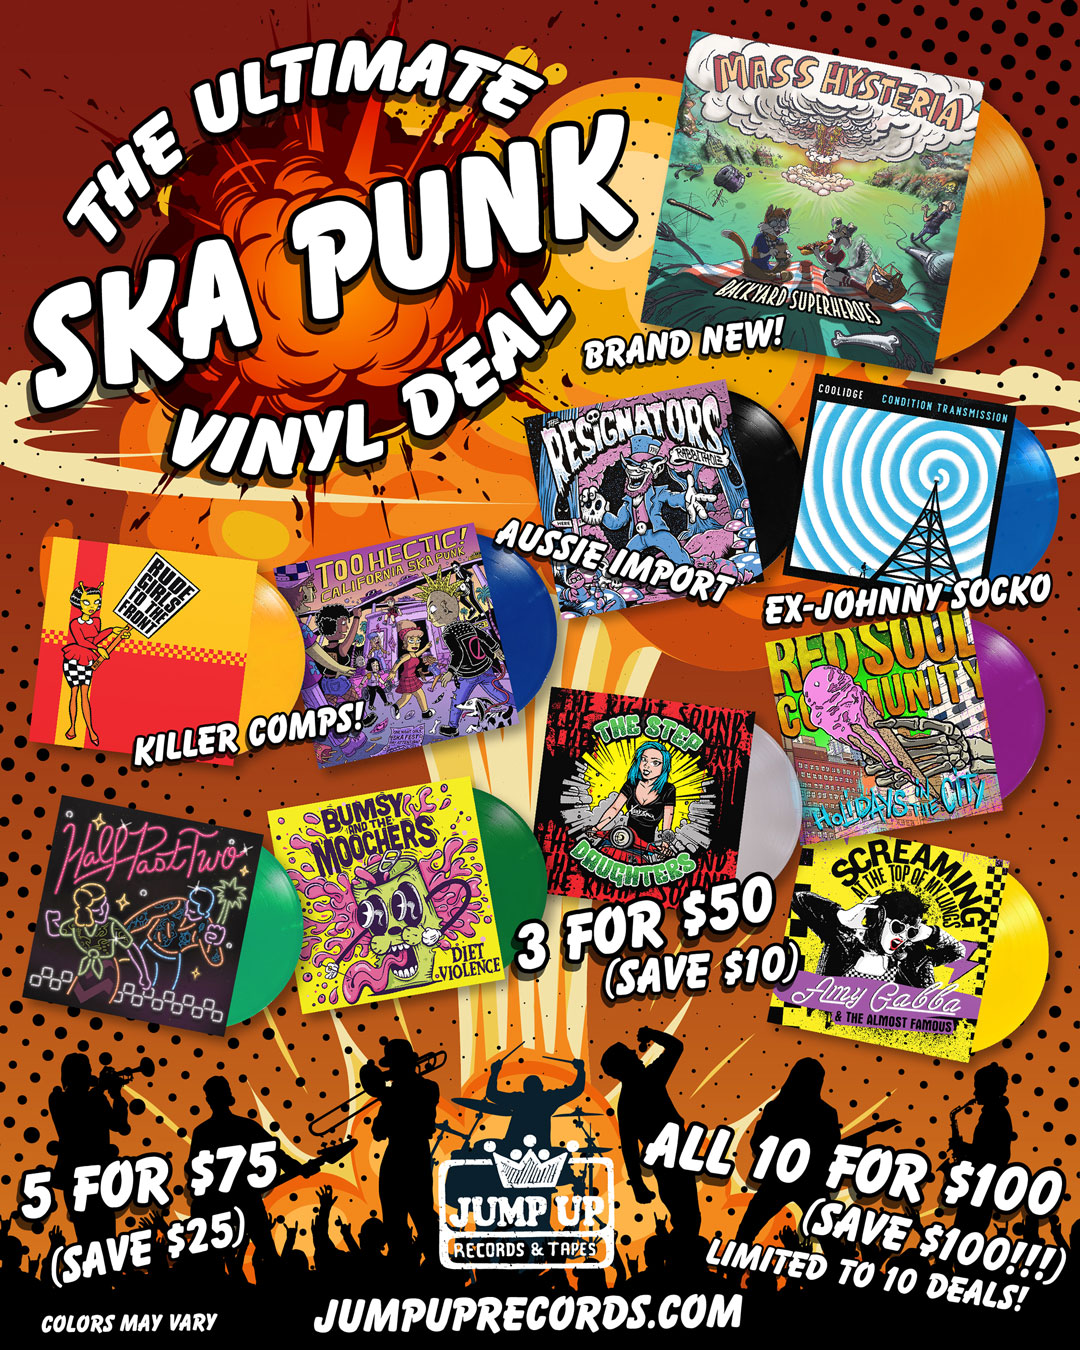 THE ULTIMATE
SKA PUNK
VINYL DEAL
MASS HYSTERIA
BACKYARD SUPERHEROES
BRAND NEW!
THE
RESIGNATORS
RABBIT HOLE
HERE
AUSSIE IMPORT
COOLIDGE CONDITION TRANSMISSION
EX-JOHNNY SOCKO
RUDE
GIRLS
TO THE
FRONT
TOO HECTIC!
CALIFORNIA SKA PUNK
KILLER COMPS!
RED SOUL
COMMUNITY
HOLIDAYS IN
THE CITY
THE RIGHT SOUND
THE STEP
DAUGHTERS
Half Past Two
BUMSY
AND THE
MOOCHERS
DIET
VIOLENCE
3 FOR $50
(SAVE $10)
SCREAMING
AT THE TOP OF MY LUNGS
Amy Gabba
& THE ALMOST FAMOUS
5 FOR $75
(SAVE $25)
JUMP UP
RECORDS & TAPES
ALL 10 FOR $100
(SAVE $100!!!)
LIMITED TO 10 DEALS!
COLORS MAY VARY
JUMPUPRECORDS.COM